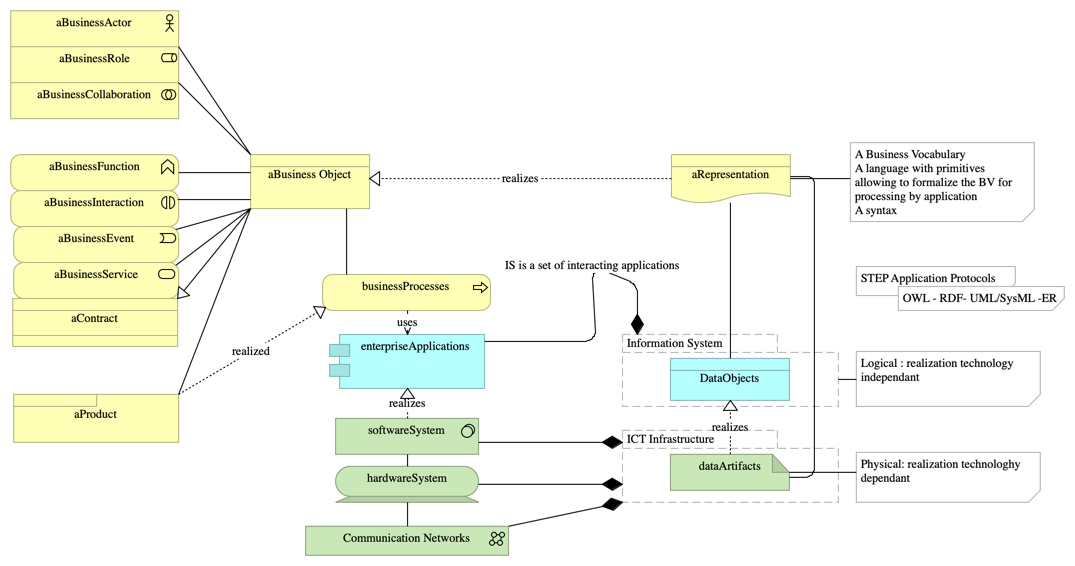 aBusinessActor
aBusinessRole
aBusinessCollaboration
aBusinessFunction
aBusinessInteraction
aBusinessEvent
aBusinessService
aContract
aProduct
aBusiness Object
realizes
aRepresentation
A Business Vocabulary
A language with primitives
allowing to formalize the BV for
processing by application
A syntax
STEP Application Protocols
OWL - RDF- UML/SysML -ER
IS is a set of interacting applications
businessProcesses
uses
realized
enterpriseApplications
realizes
Information System
DataObjects
Logical : realization technology
independant
realizes
softwareSystem
ICT Infrastructure
dataArtifacts
Physical: realization technologhy
dependant
hardwareSystem
Communication Networks